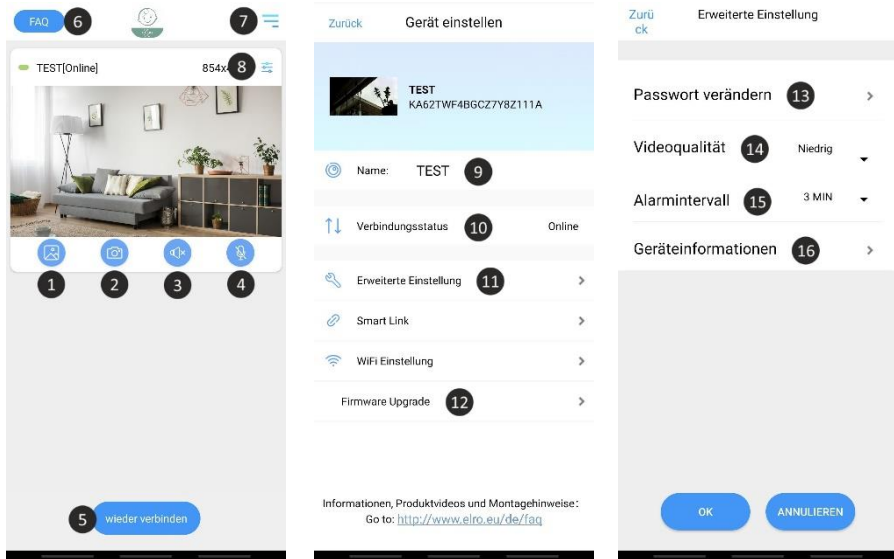 FAQ 6
7
TEST[Online] 854x 8
1 2 3 4
5 wieder verbinden
Zurück Gerät einstellen
TEST
KA62TWF4BGCZ7Y8Z111A
Name: TEST 9
Verbindungsstatus 10 Online
Erweiterte Einstellung 11
Smart Link
WiFi Einstellung
Firmware Upgrade 12
Informationen, Produktvideos und Montagehinweise:
Go to: http://www.elro.eu/de/faq
Zurü
ck
Erweiterte Einstellung
Passwort verändern 13
Videoqualität 14 Niedrig
Alarmintervall 15 3 MIN
Geräteinformationen 16
OK ANNULIEREN